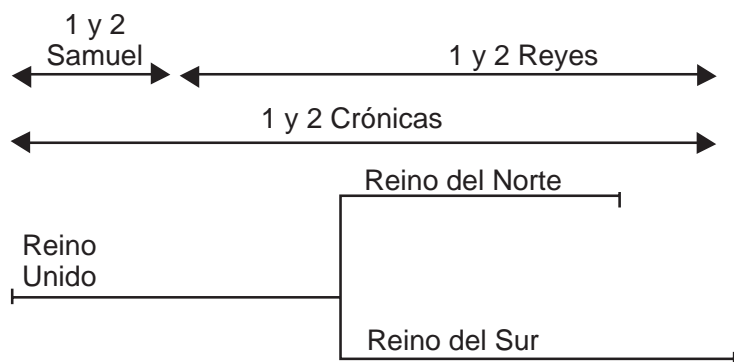 1 y 2
Samuel
1 y 2 Reyes
1 y 2 Crónicas
Reino del Norte
Reino
Unido
Reino del Sur